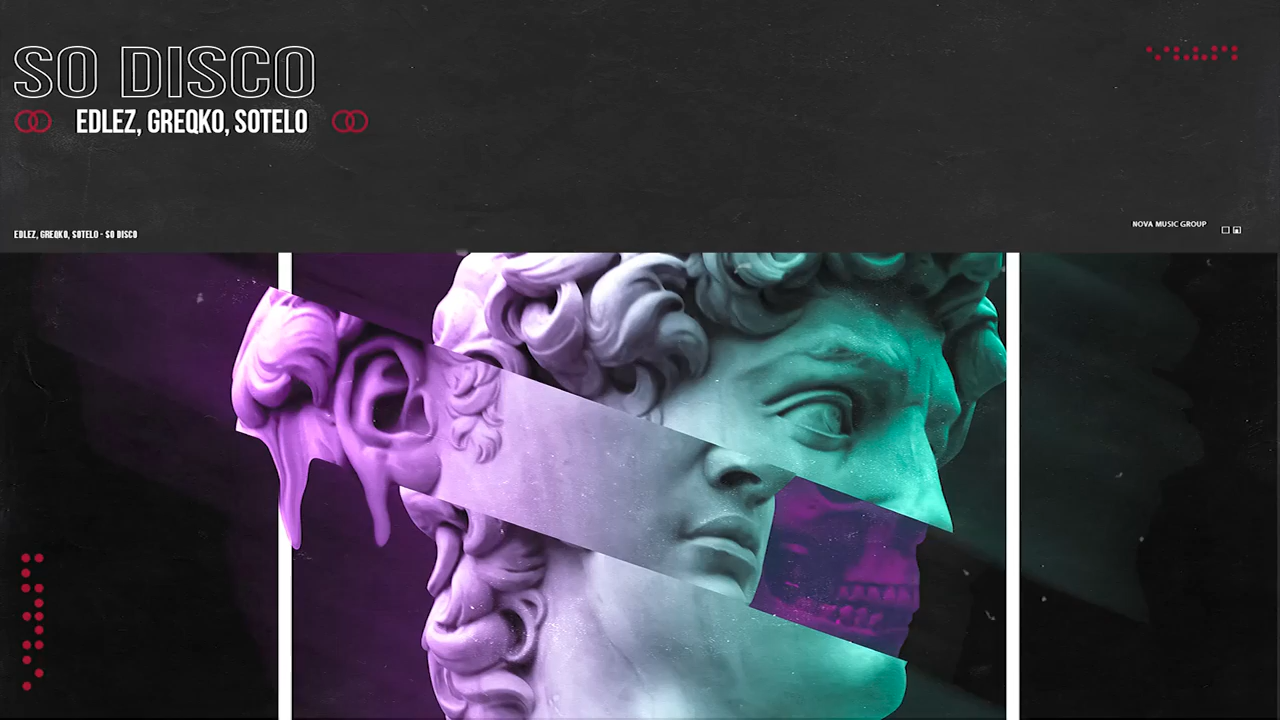 SO DISCO
EDLEZ, GREQKO, SOTELO
EDLEZ, GREQKO, SOTELO - SO DISCO
NOVA MUSIC GROUP